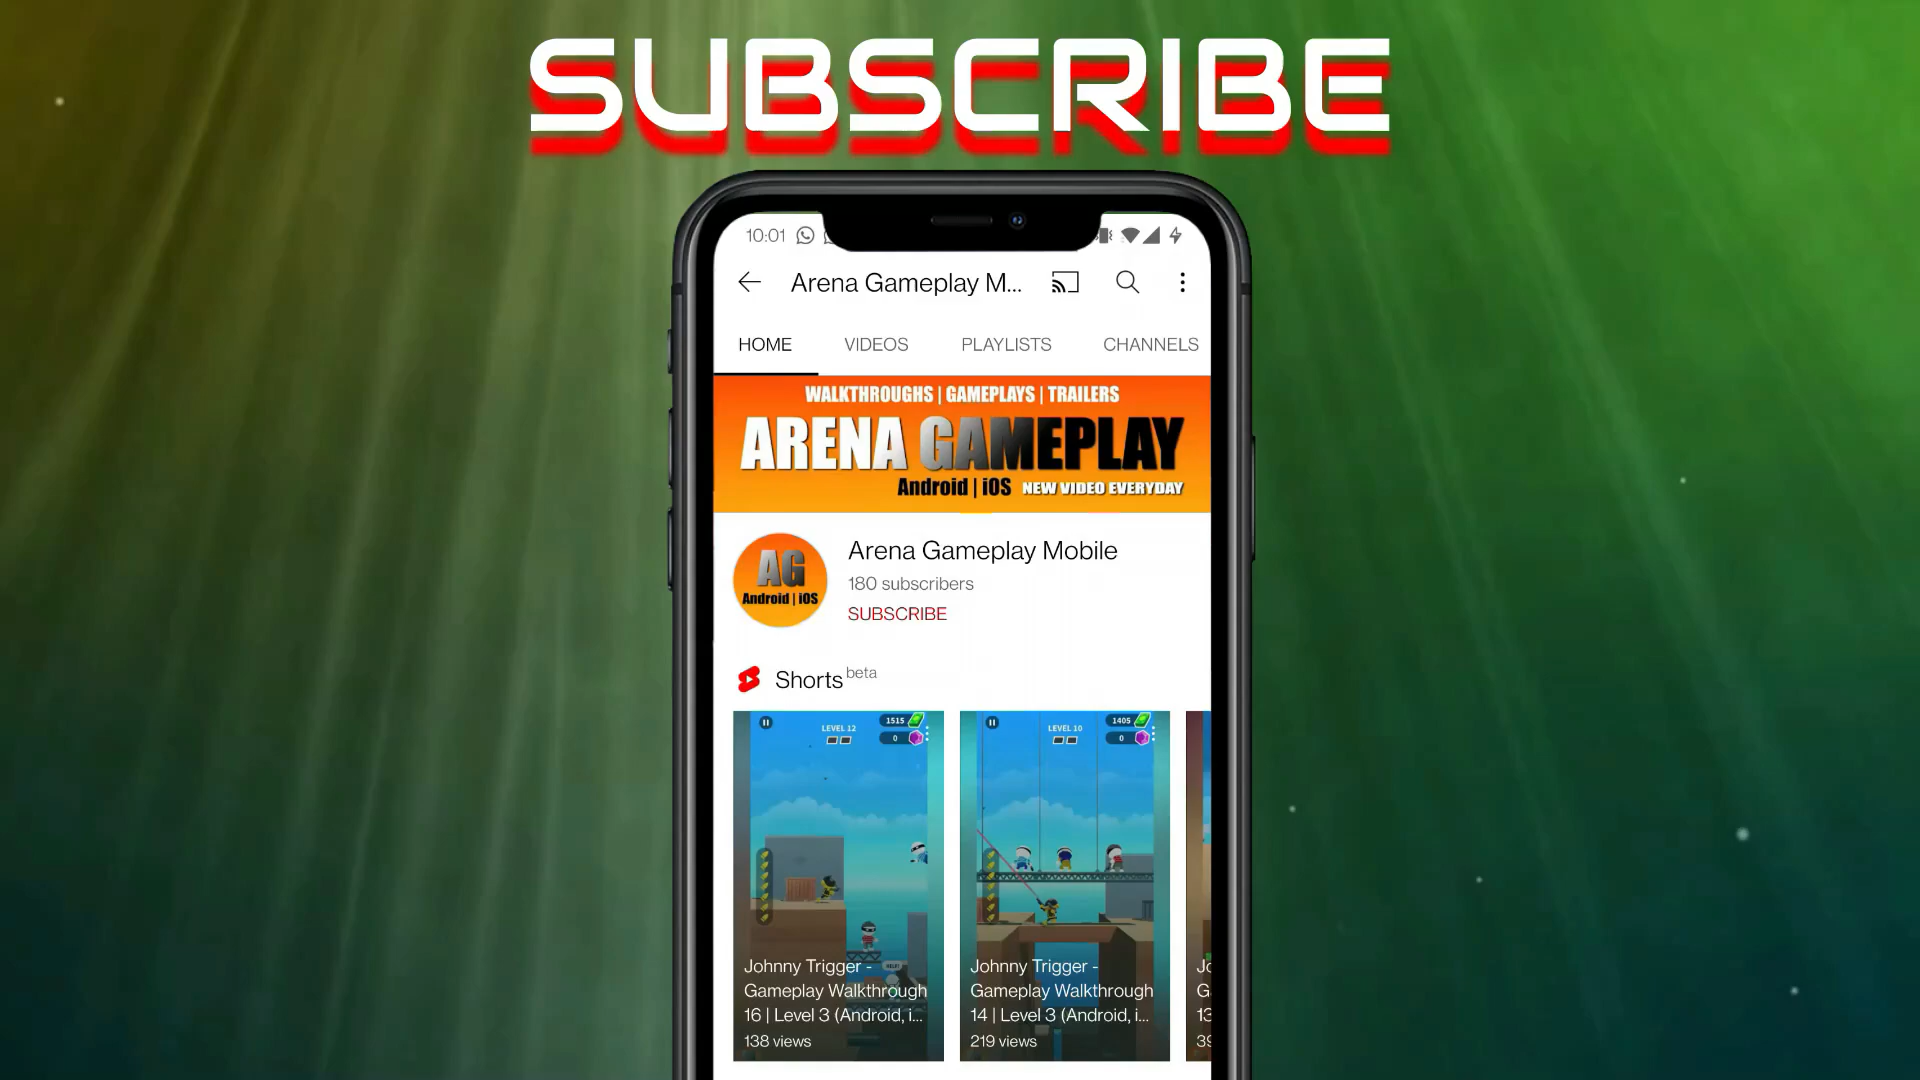 SUBSCRIBE
10:01
Arena Gameplay M...
HOME VIDEOS PLAYLISTS CHANNELS
WALKTHROUGHS | GAMEPLAYS | TRAILERS
ARENA GAMEPLAY
Android | iOS NEW VIDEO EVERYDAY
AG
Android | iOS
Arena Gameplay Mobile
180 subscribers
SUBSCRIBE
Shorts beta
LEVEL 12
1515
0
HELP!
Johnny Trigger -
Gameplay Walkthrough
16 | Level 3 (Android, i...
138 views
LEVEL 10
1405
0
Johnny Trigger -
Gameplay Walkthrough
14 | Level 3 (Android, i...
219 views